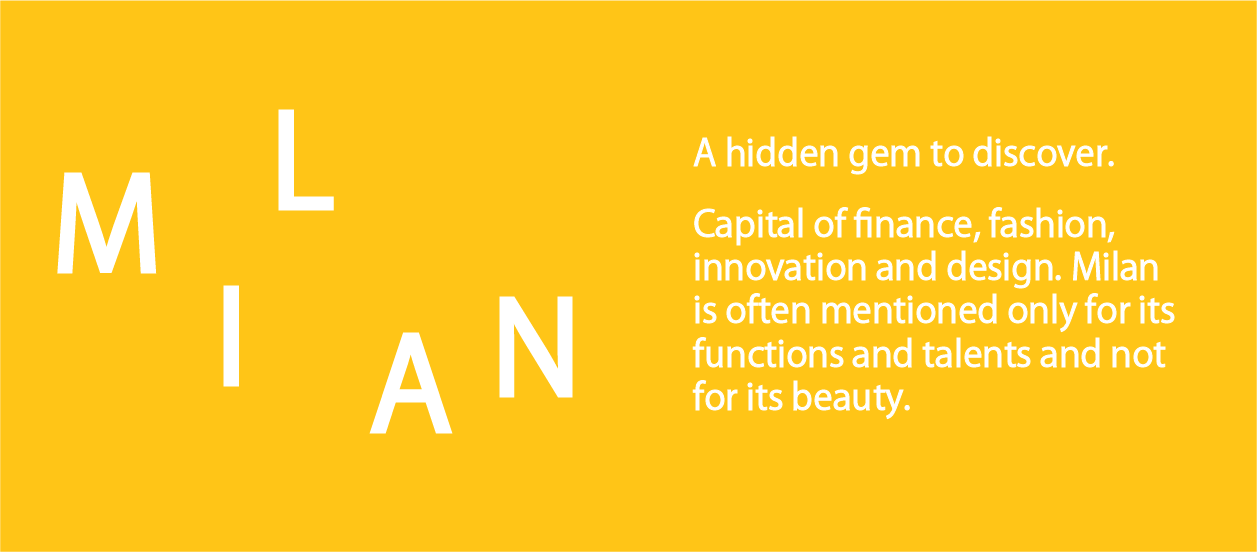 MILAN
A hidden gem to discover.
Capital of finance, fashion,
innovation and design. Milan
is often mentioned only for its
functions and talents and not
for its beauty.